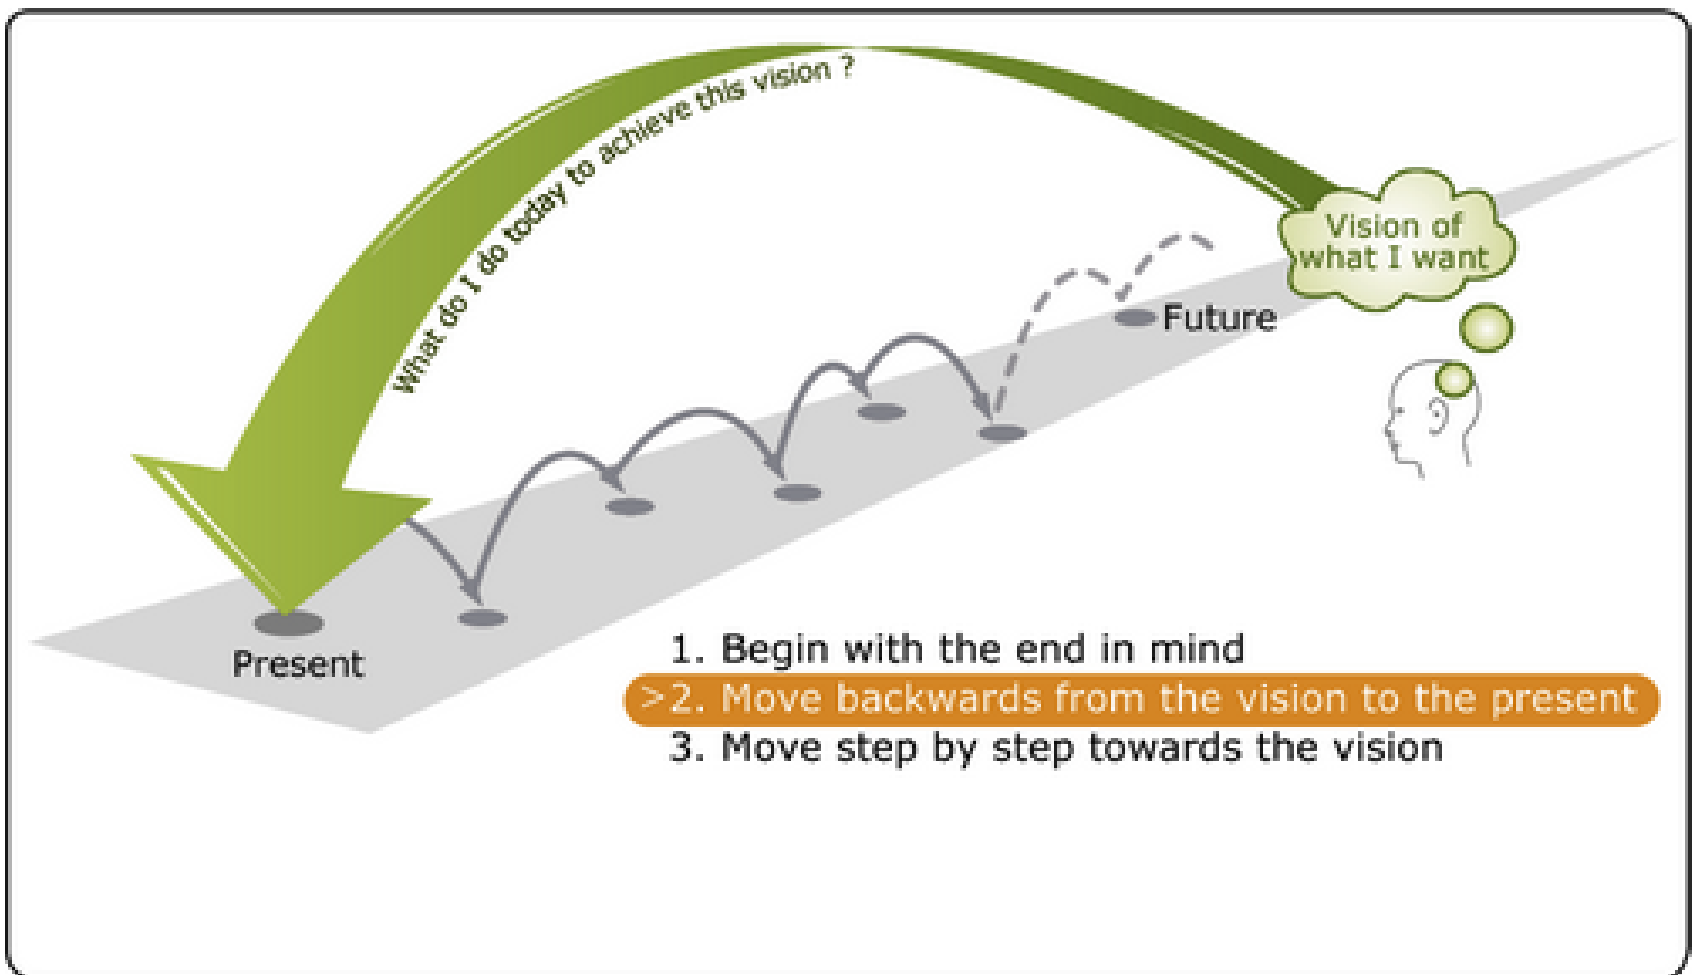 What do I do today to achieve this vision ?
Vision of
what I want
Future
Present
1. Begin with the end in mind
>2. Move backwards from the vision to the present
3. Move step by step towards the vision